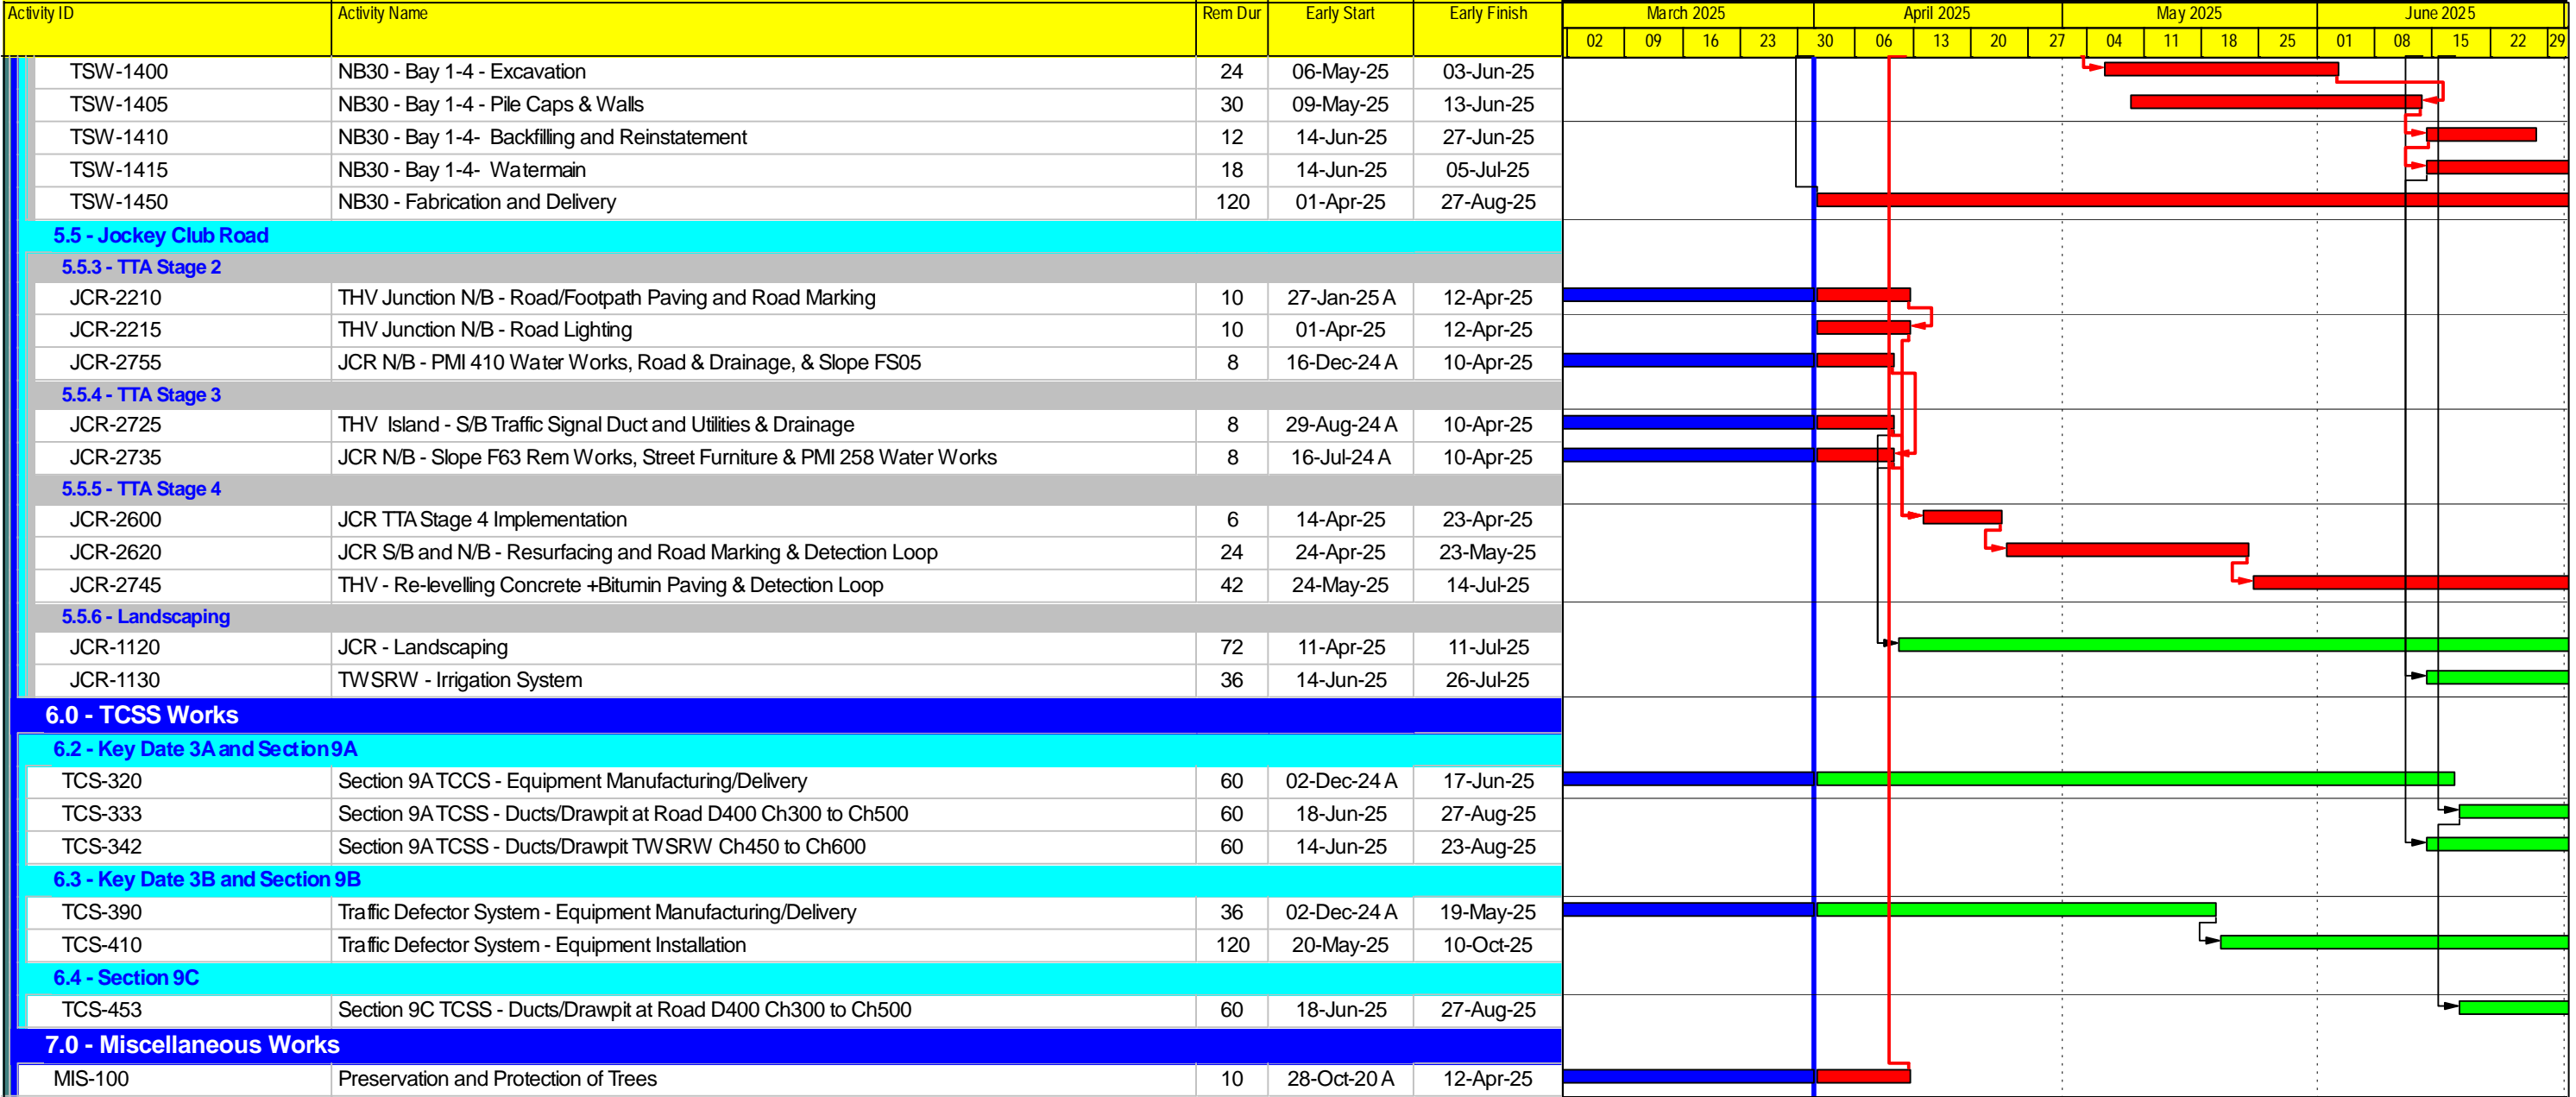 Activity ID Activity Name Rem Dur Early Start Early Finish March 2025 April 2025 May 2025 June 2025
02 09 16 23 30 06 13 20 27 04 11 18 25 01 08 15 22 29
TSW-1400 NB30 - Bay 1-4 - Excavation 24 06-May-25 03-Jun-25
TSW-1405 NB30 - Bay 1-4 - Pile Caps & Walls 30 09-May-25 13-Jun-25
TSW-1410 NB30 - Bay 1-4- Backfilling and Reinstatement 12 14-Jun-25 27-Jun-25
TSW-1415 NB30 - Bay 1-4- Watermain 18 14-Jun-25 05-Jul-25
TSW-1450 NB30 - Fabrication and Delivery 120 01-Apr-25 27-Aug-25
5.5 - Jockey Club Road
5.5.3 - TTA Stage 2
JCR-2210 THV Junction N/B - Road/Footpath Paving and Road Marking 10 27-Jan-25 A 12-Apr-25
JCR-2215 THV Junction N/B - Road Lighting 10 01-Apr-25 12-Apr-25
JCR-2755 JCR N/B - PMI 410 Water Works, Road & Drainage, & Slope FS05 8 16-Dec-24 A 10-Apr-25
5.5.4 - TTA Stage 3
JCR-2725 THV Island - S/B Traffic Signal Duct and Utilities & Drainage 8 29-Aug-24 A 10-Apr-25
JCR-2735 JCR N/B - Slope F63 Rem Works, Street Furniture & PMI 258 Water Works 8 16-Jul-24 A 10-Apr-25
5.5.5 - TTA Stage 4
JCR-2600 JCR TTA Stage 4 Implementation 6 14-Apr-25 23-Apr-25
JCR-2620 JCR S/B and N/B - Resurfacing and Road Marking & Detection Loop 24 24-Apr-25 23-May-25
JCR-2745 THV - Re-levelling Concrete +Bitumin Paving & Detection Loop 42 24-May-25 14-Jul-25
5.5.6 - Landscaping
JCR-1120 JCR - Landscaping 72 11-Apr-25 11-Jul-25
JCR-1130 TWSRW - Irrigation System 36 14-Jun-25 26-Jul-25
6.0 - TCSS Works
6.2 - Key Date 3A and Section 9A
TCS-320 Section 9A TCCS - Equipment Manufacturing/Delivery 60 02-Dec-24 A 17-Jun-25
TCS-333 Section 9A TCSS - Ducts/Drawpit at Road D400 Ch300 to Ch500 60 18-Jun-25 27-Aug-25
TCS-342 Section 9A TCSS - Ducts/Drawpit TWSRW Ch450 to Ch600 60 14-Jun-25 23-Aug-25
6.3 - Key Date 3B and Section 9B
TCS-390 Traffic Defector System - Equipment Manufacturing/Delivery 36 02-Dec-24 A 19-May-25
TCS-410 Traffic Defector System - Equipment Installation 120 20-May-25 10-Oct-25
6.4 - Section 9C
TCS-453 Section 9C TCSS - Ducts/Drawpit at Road D400 Ch300 to Ch500 60 18-Jun-25 27-Aug-25
7.0 - Miscellaneous Works
MIS-100 Preservation and Protection of Trees 10 28-Oct-20 A 12-Apr-25